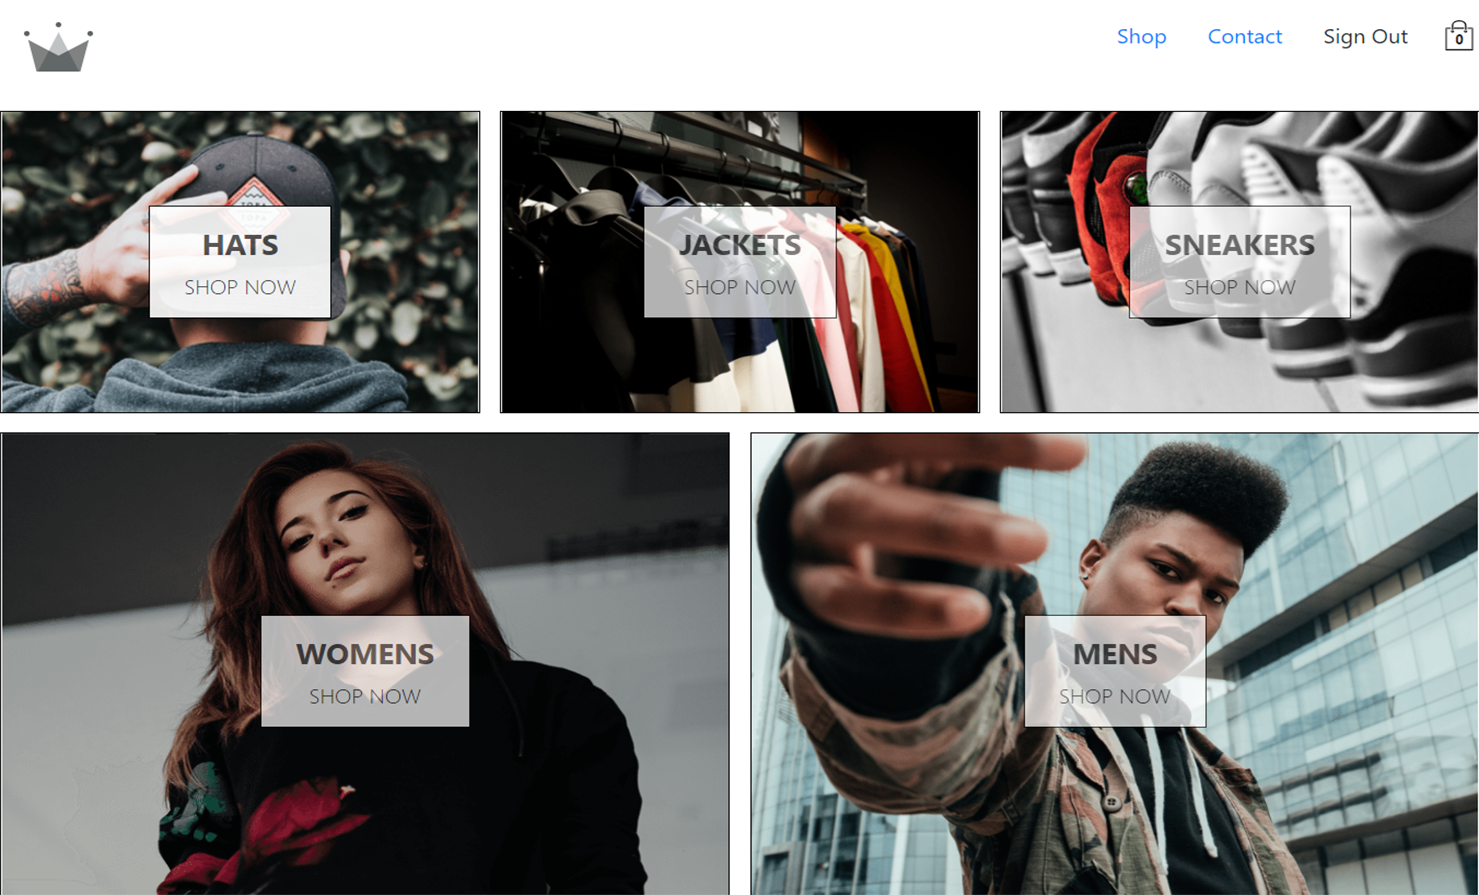 Shop
Contact
Sign Out
0
HATS
SHOP NOW
JACKETS
SHOP NOW
SNEAKERS
SHOP NOW
WOMENS
SHOP NOW
MENS
SHOP NOW